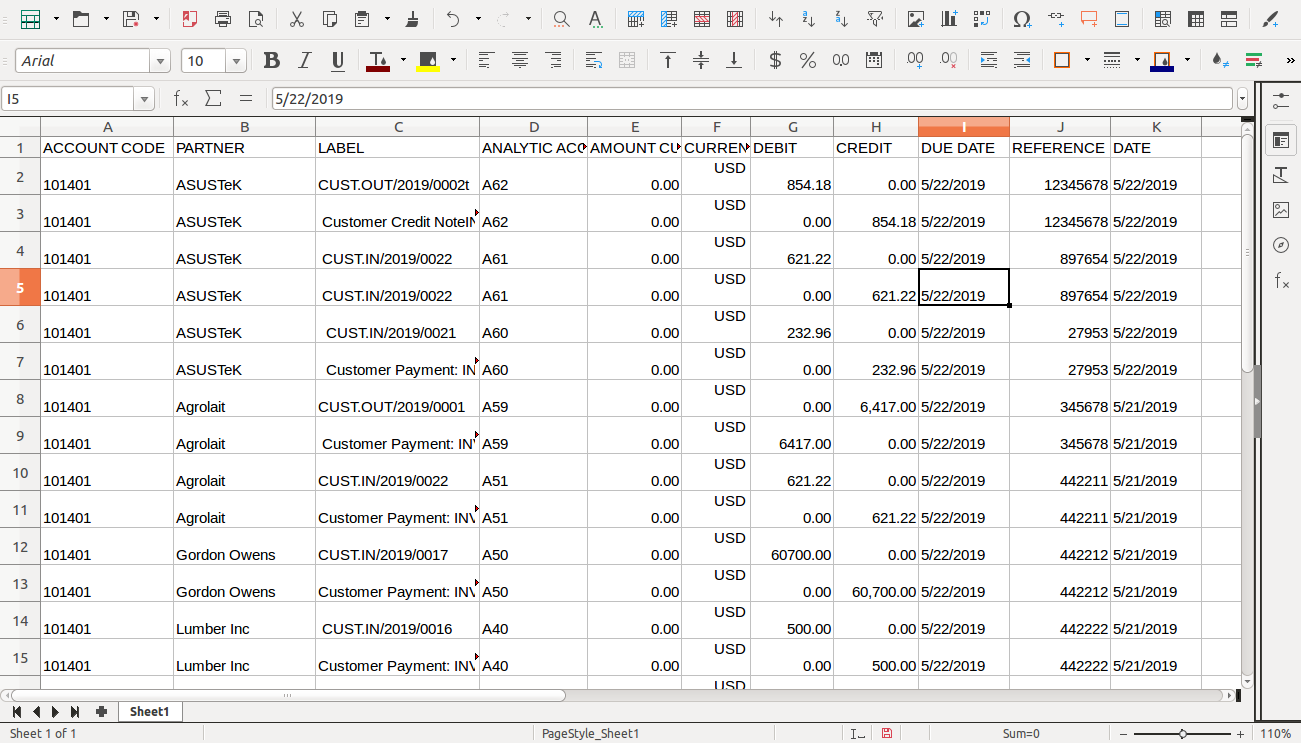 Arial 10
I5 5/22/2019
A B C D E F G H I J K
1 ACCOUNT CODE PARTNER LABEL ANALYTIC ACC AMOUNT CU CURREN DEBIT CREDIT DUE DATE REFERENCE DATE
2 101401 ASUSTeK CUST.OUT/2019/0002t A62 0.00 USD 854.18 0.00 5/22/2019 12345678 5/22/2019
3 101401 ASUSTeK Customer Credit NoteIN A62 0.00 USD 0.00 854.18 5/22/2019 12345678 5/22/2019
4 101401 ASUSTeK CUST.IN/2019/0022 A61 0.00 USD 621.22 0.00 5/22/2019 897654 5/22/2019
5 101401 ASUSTeK CUST.IN/2019/0022 A61 0.00 USD 0.00 621.22 5/22/2019 897654 5/22/2019
6 101401 ASUSTeK CUST.IN/2019/0021 A60 0.00 USD 232.96 0.00 5/22/2019 27953 5/22/2019
7 101401 ASUSTeK Customer Payment: IN A60 0.00 USD 0.00 232.96 5/22/2019 27953 5/22/2019
8 101401 Agrolait CUST.OUT/2019/0001 A59 0.00 USD 0.00 6,417.00 5/22/2019 345678 5/21/2019
9 101401 Agrolait Customer Payment: INV A59 0.00 USD 6417.00 0.00 5/22/2019 345678 5/21/2019
10 101401 Agrolait CUST.IN/2019/0022 A51 0.00 USD 621.22 0.00 5/22/2019 442211 5/21/2019
11 101401 Agrolait Customer Payment: INV A51 0.00 USD 0.00 621.22 5/22/2019 442211 5/21/2019
12 101401 Gordon Owens CUST.IN/2019/0017 A50 0.00 USD 60700.00 0.00 5/22/2019 442212 5/21/2019
13 101401 Gordon Owens Customer Payment: INV A50 0.00 USD 0.00 60,700.00 5/22/2019 442212 5/21/2019
14 101401 Lumber Inc CUST.IN/2019/0016 A40 0.00 USD 500.00 0.00 5/22/2019 442222 5/21/2019
15 101401 Lumber Inc Customer Payment: INV A40 0.00 USD 0.00 500.00 5/22/2019 442222 5/21/2019
USD
Sheet1
Sheet 1 of 1 PageStyle_Sheet1 Sum=0 110%